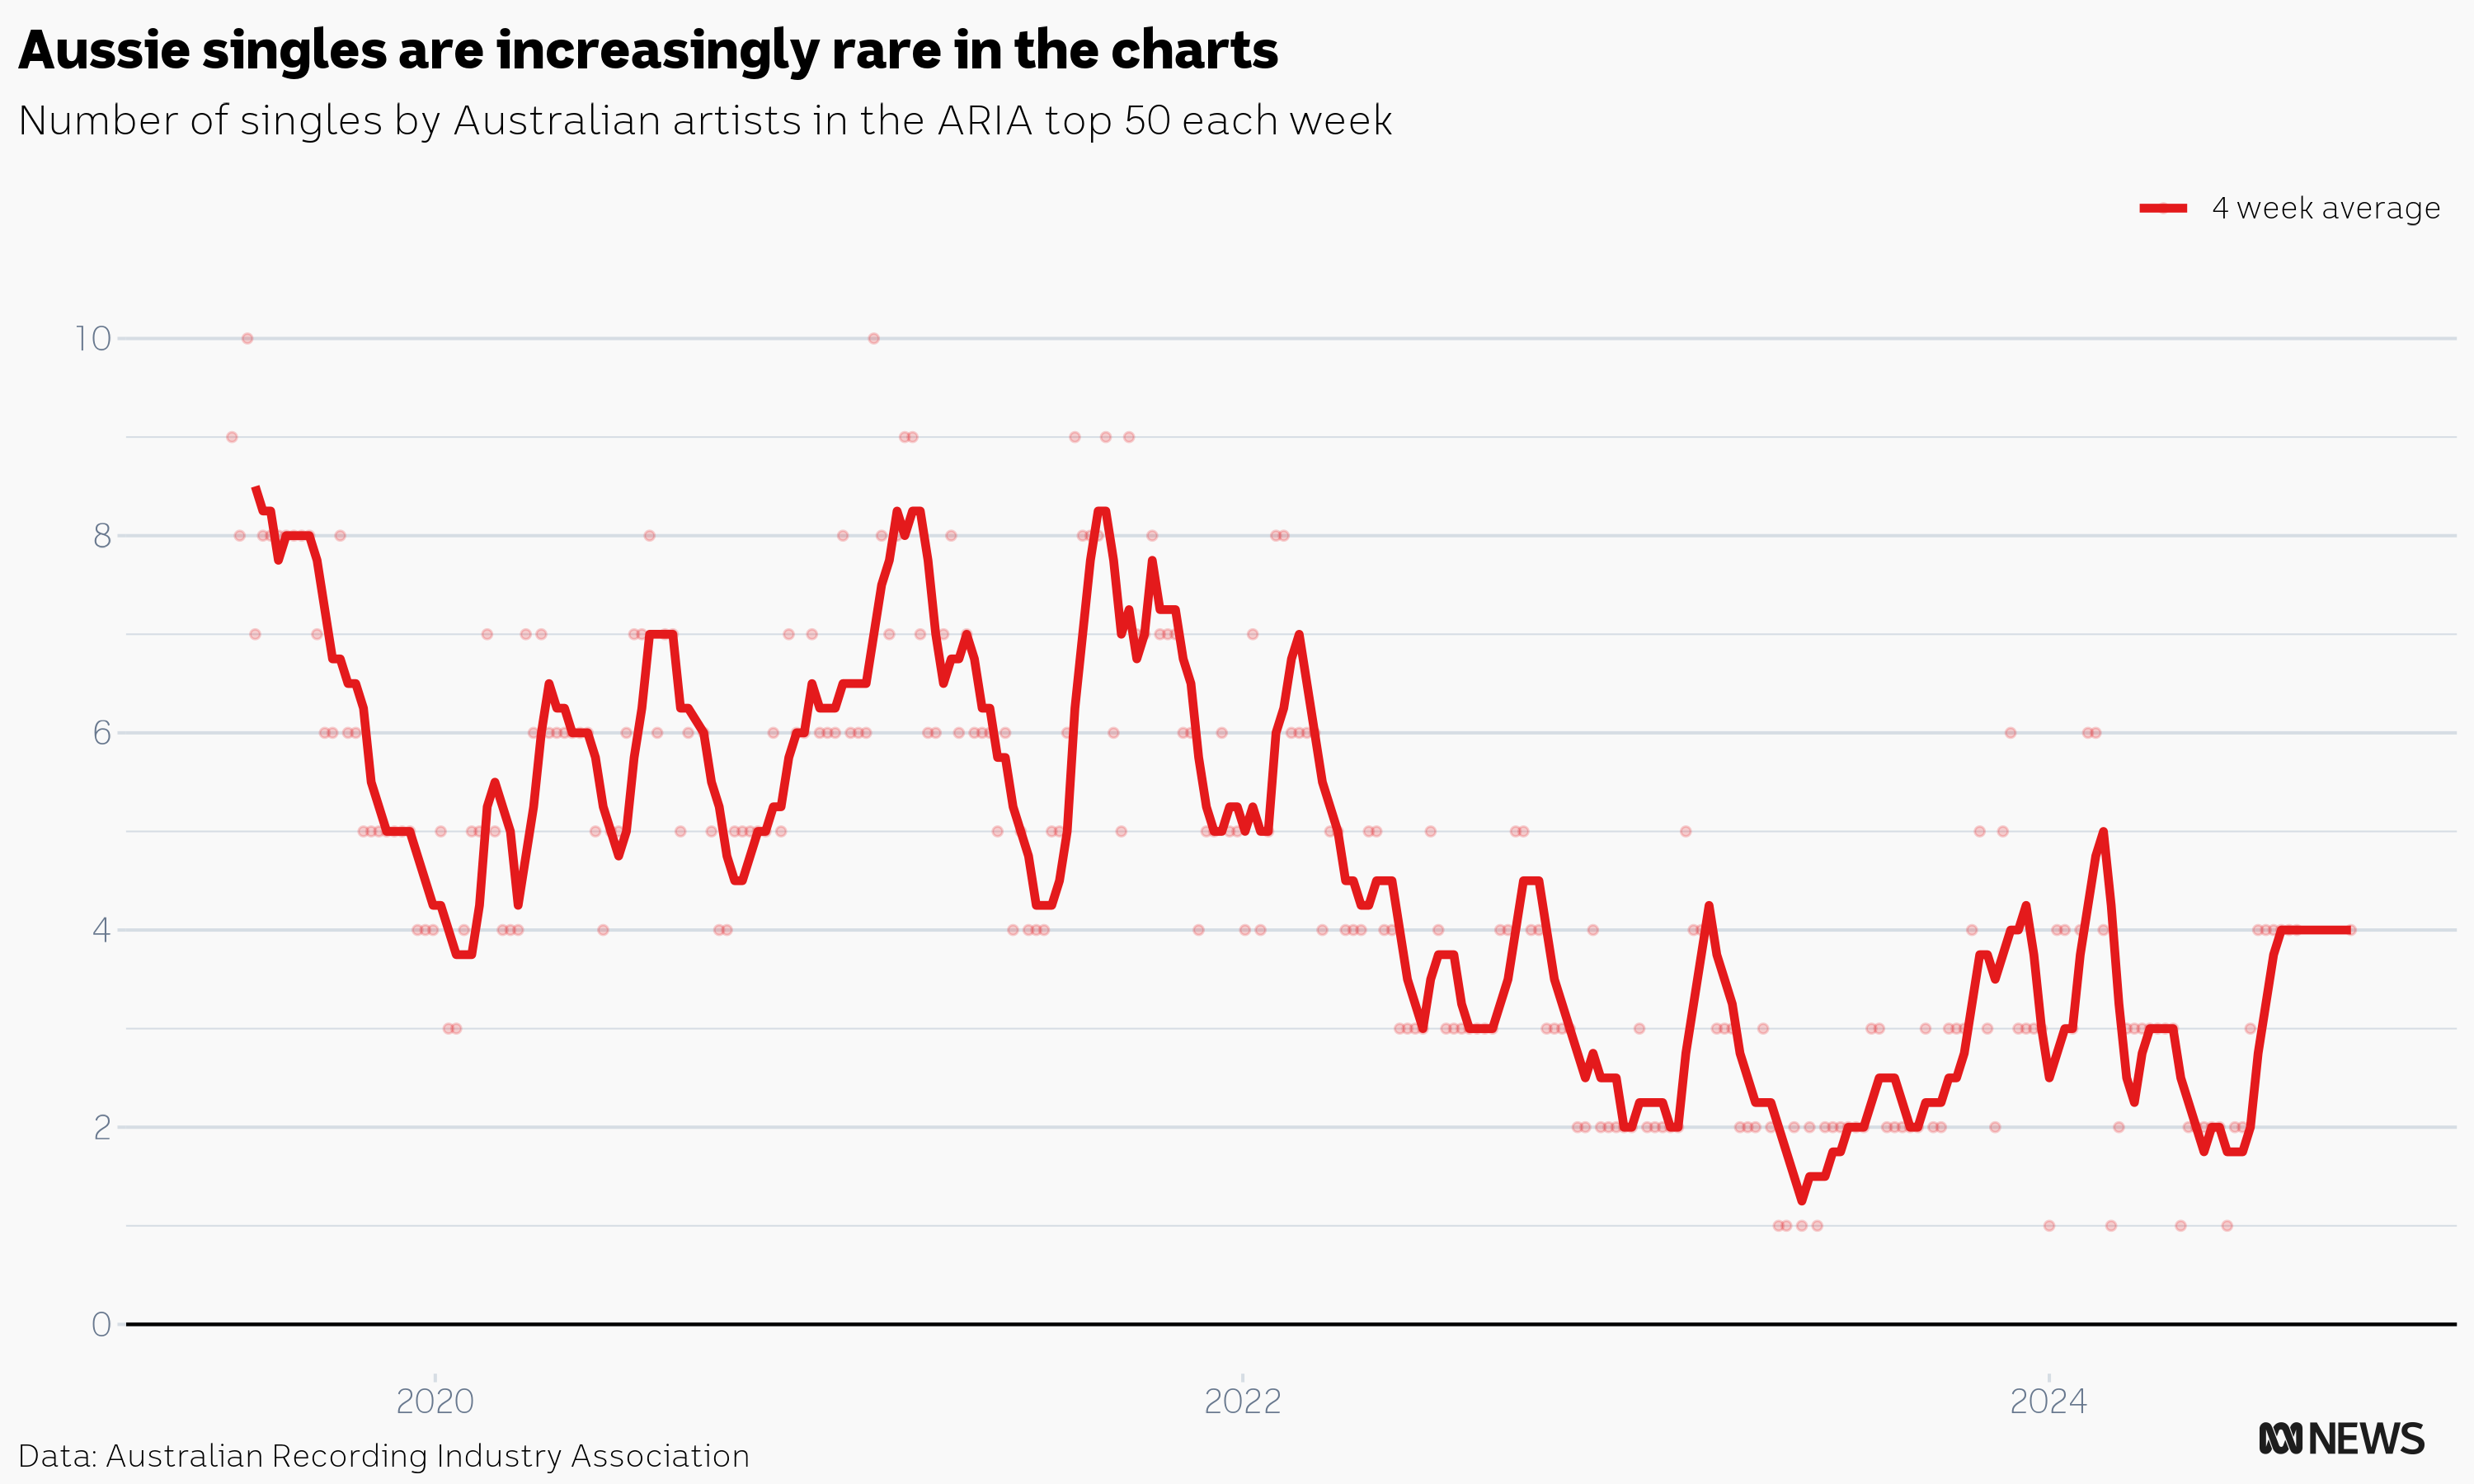 Aussie singles are increasingly rare in the charts
Number of singles by Australian artists in the ARIA top 50 each week
4 week average
10
8
6
4
2
0
2020 2022 2024
Data: Australian Recording Industry Association
NEWS